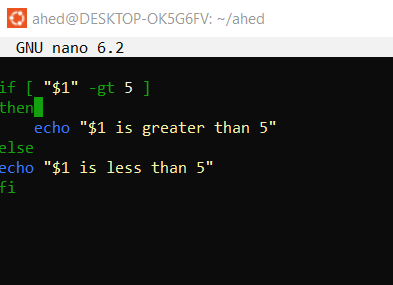 ahed@DESKTOP-OK5G6FV: ~/ahed
GNU nano 6.2
if [ "$1" -gt 5 ]
then
    echo "$1 is greater than 5"
else
echo "$1 is less than 5"
fi